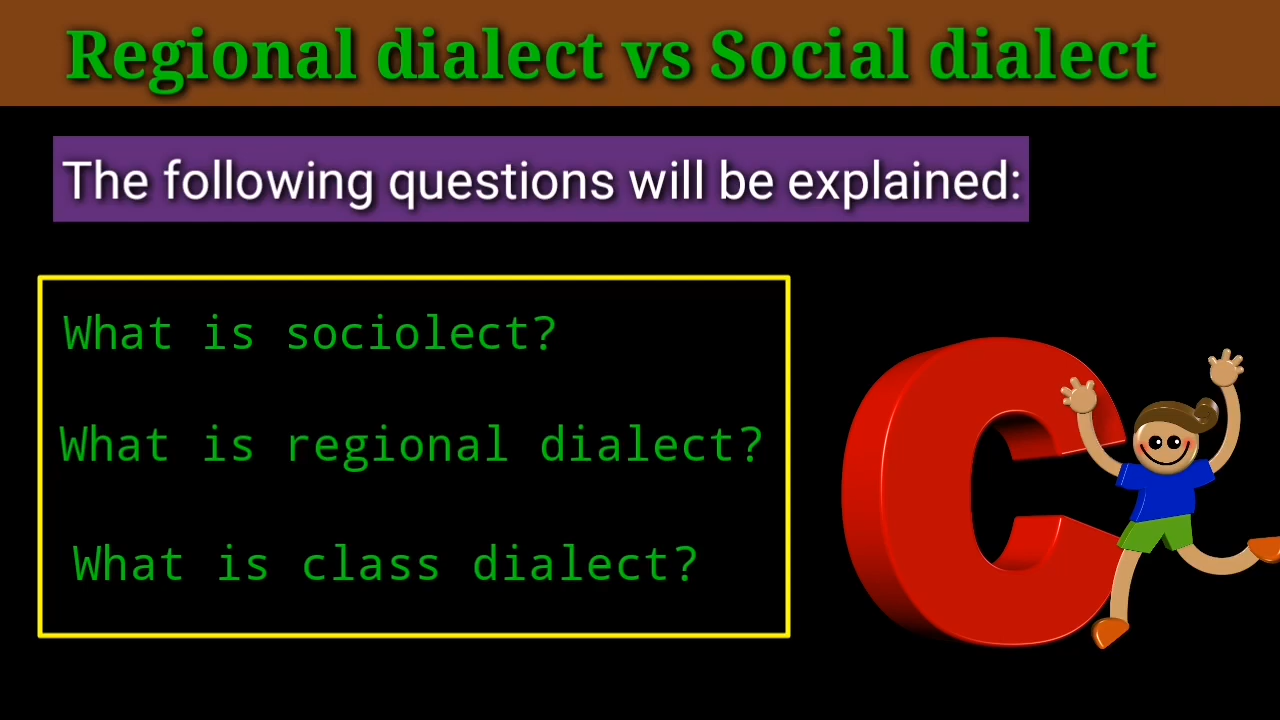 Regional dialect vs Social dialect
The following questions will be explained:
What is sociolect?
What is regional dialect?
What is class dialect?
C